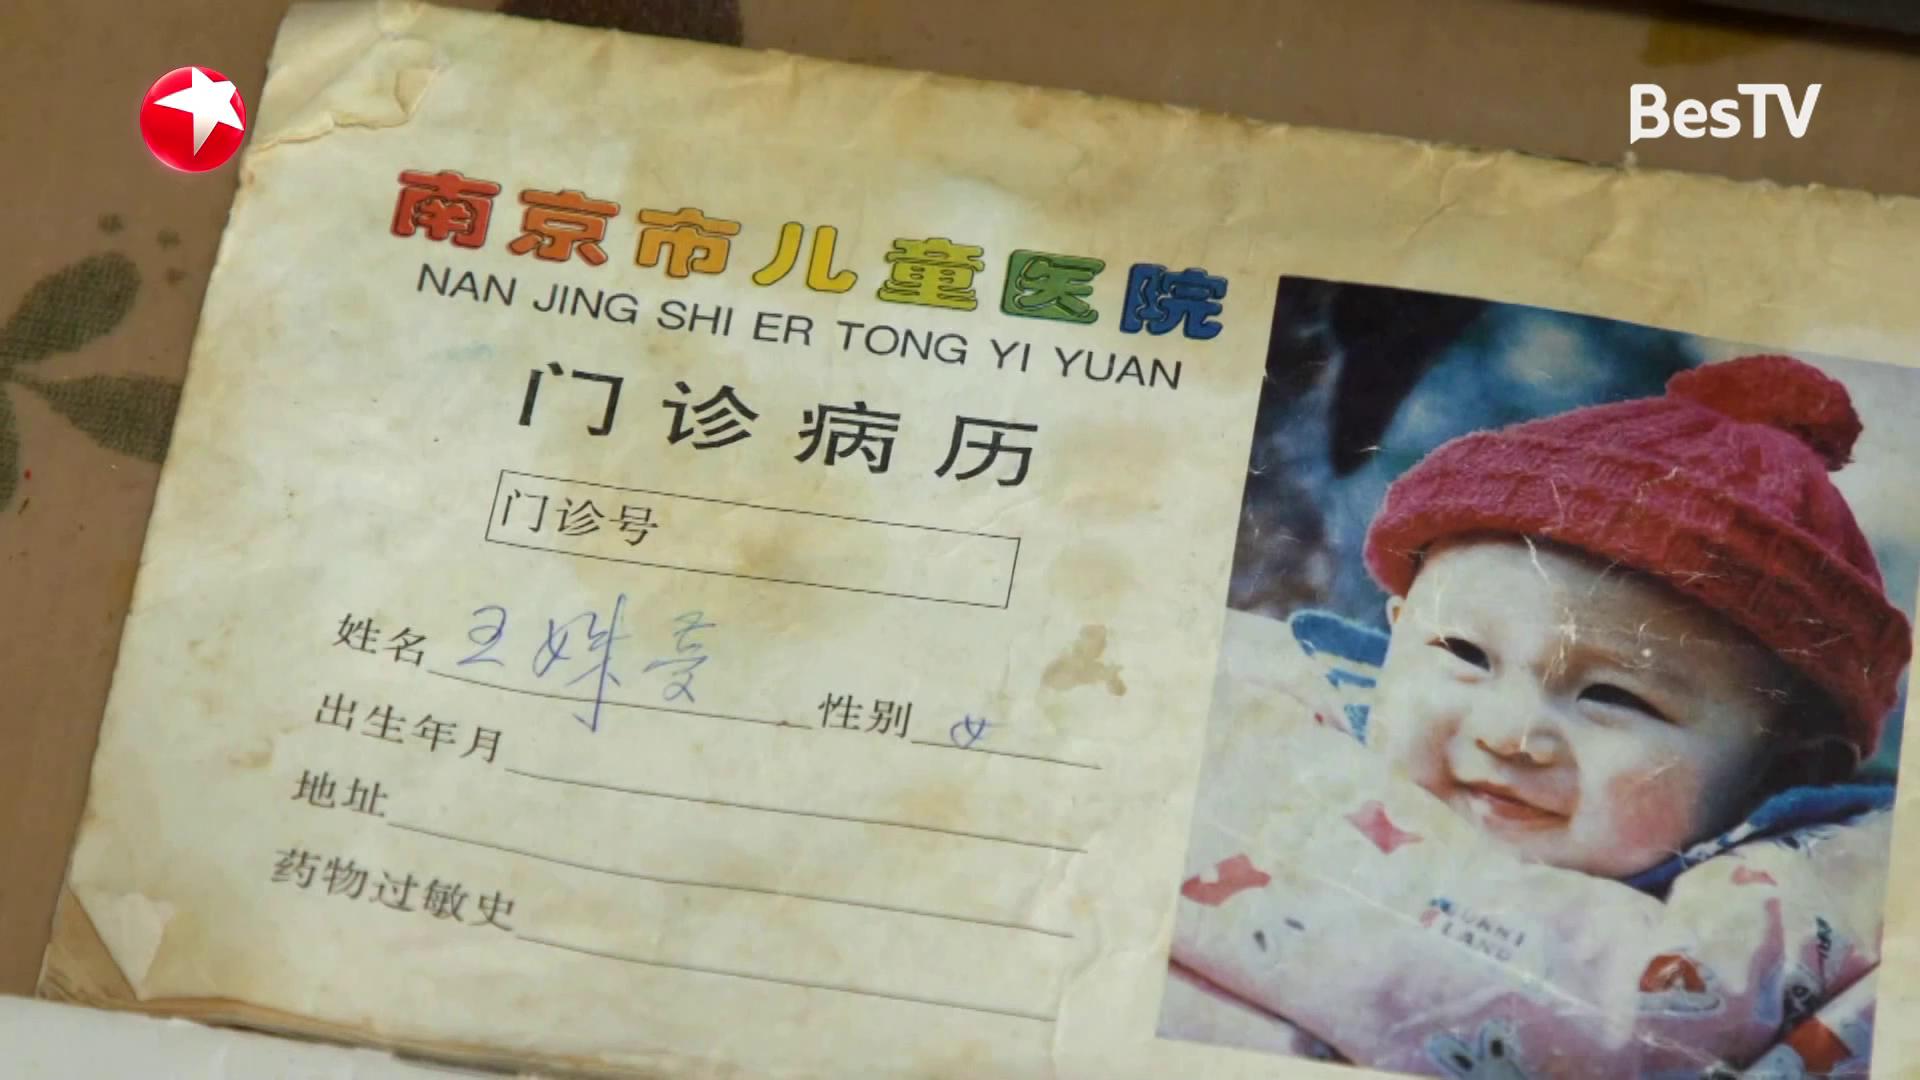 BesTV
南京市儿童医院
NAN JING SHI ER TONG YI YUAN
门诊病历
门诊号
姓名 王姝 性别 女
出生年月
地址
药物过敏史
LAND